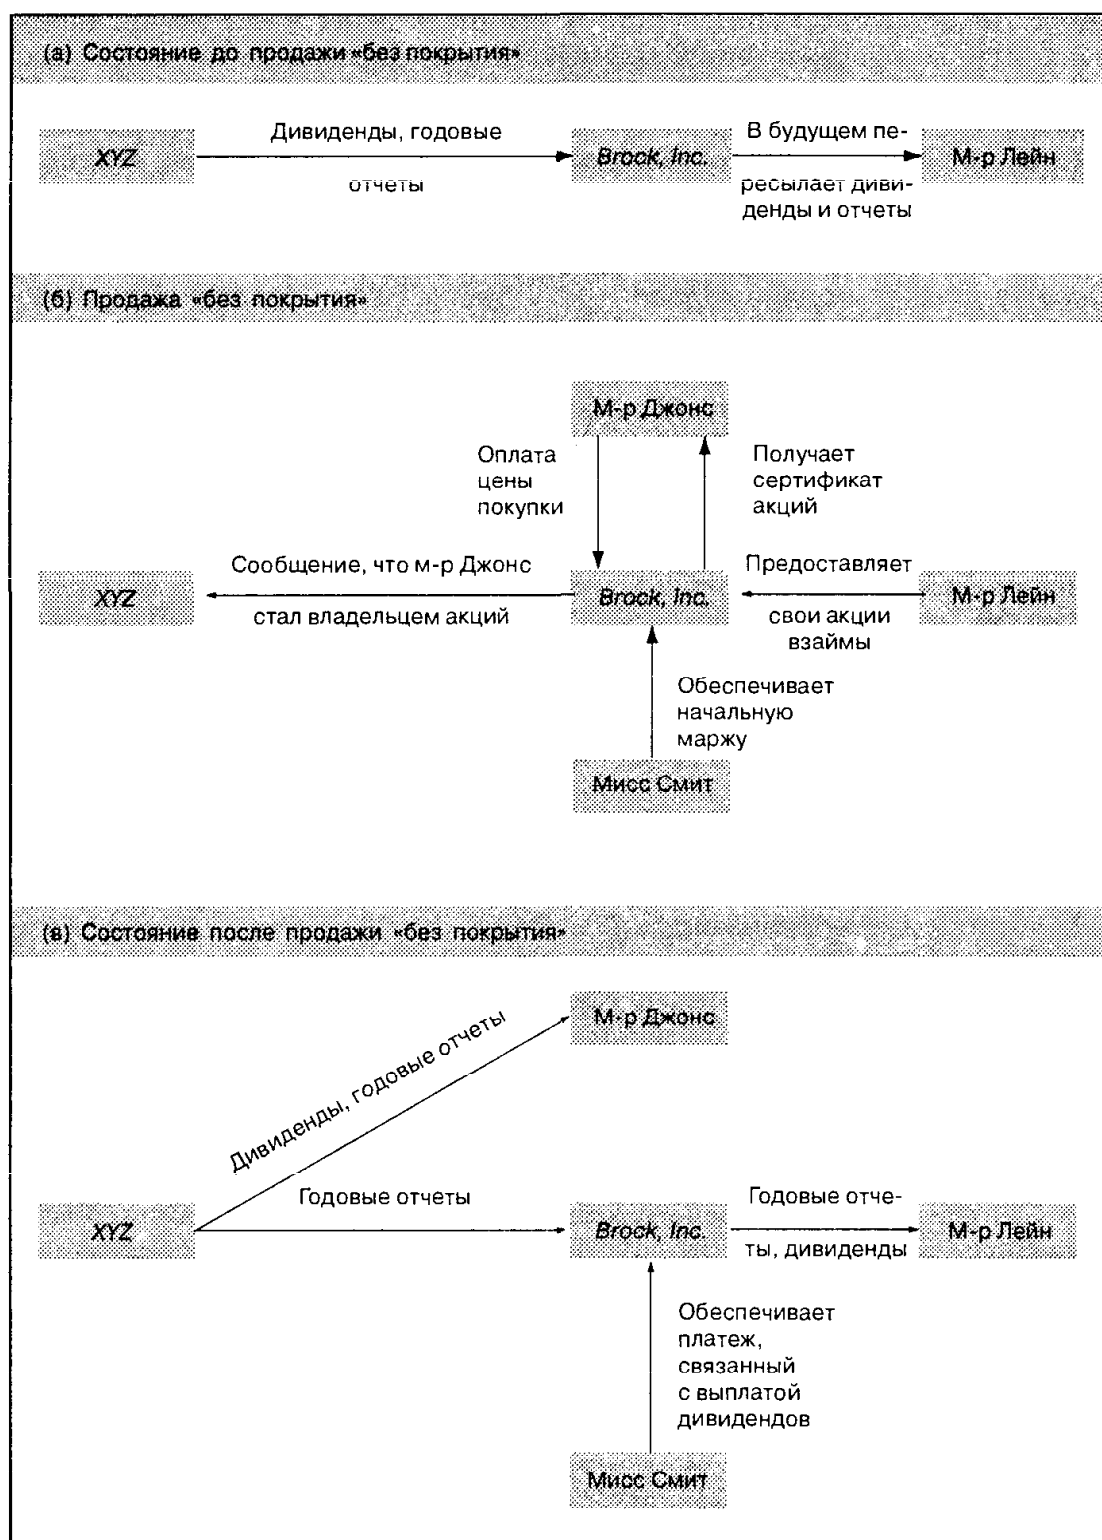 (а) Состояние до продажи «без покрытия»
Дивиденды, годовые
В будущем пе-
XYZ
Brock, Inc.
М-р Лейн
отчеты
ресылает диви-
денды и отчеты
(б) Продажа «без покрытия»
М-р Джонс
Оплата
цены
покупки
Получает
сертификат
акций
Сообщение, что м-р Джонс
Предоставляет
XYZ
Brock, Inc.
М-р Лейн
стал владельцем акций
свои акции
взаймы
Обеспечивает
начальную
маржу
Мисс Смит
(в) Состояние после продажи «без покрытия»
М-р Джонс
Дивиденды, годовые отчеты
Годовые отчеты
Годовые отче-
XYZ
Brock, Inc.
М-р Лейн
ты, дивиденды
Обеспечивает
платеж,
связанный
с выплатой
дивидендов
Мисс Смит